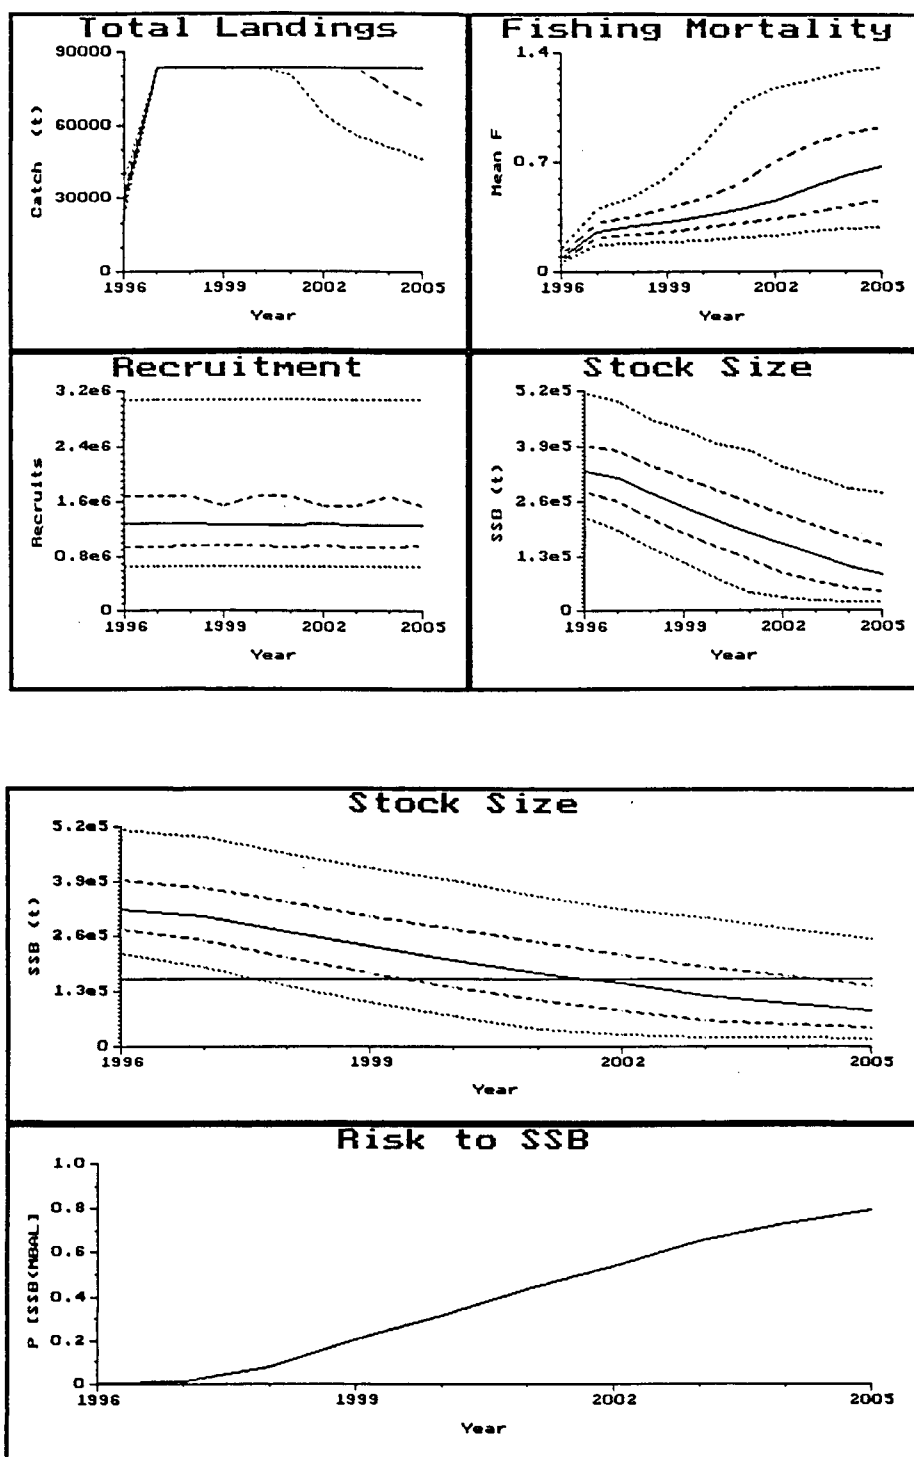 Total Landings
90000
60000
30000
0
Catch (t)
1996 1999 2002 2005
Year
Fishing Mortality
1.4
0.7
0
Mean F
1996 1999 2002 2005
Year
Recruitment
3.2e6
2.4e6
1.6e6
0.8e6
0
Recruits
1996 1999 2002 2005
Year
Stock Size
5.2e5
3.9e5
2.6e5
1.3e5
0
SSB (t)
1996 1999 2002 2005
Year
Stock Size
5.2e5
3.9e5
2.6e5
1.3e5
0
SSB (t)
1996 1999 2002 2005
Year
Risk to SSB
1.0
0.8
0.6
0.4
0.2
0
P [SSB<MBAL]
1996 1999 2002 2005
Year